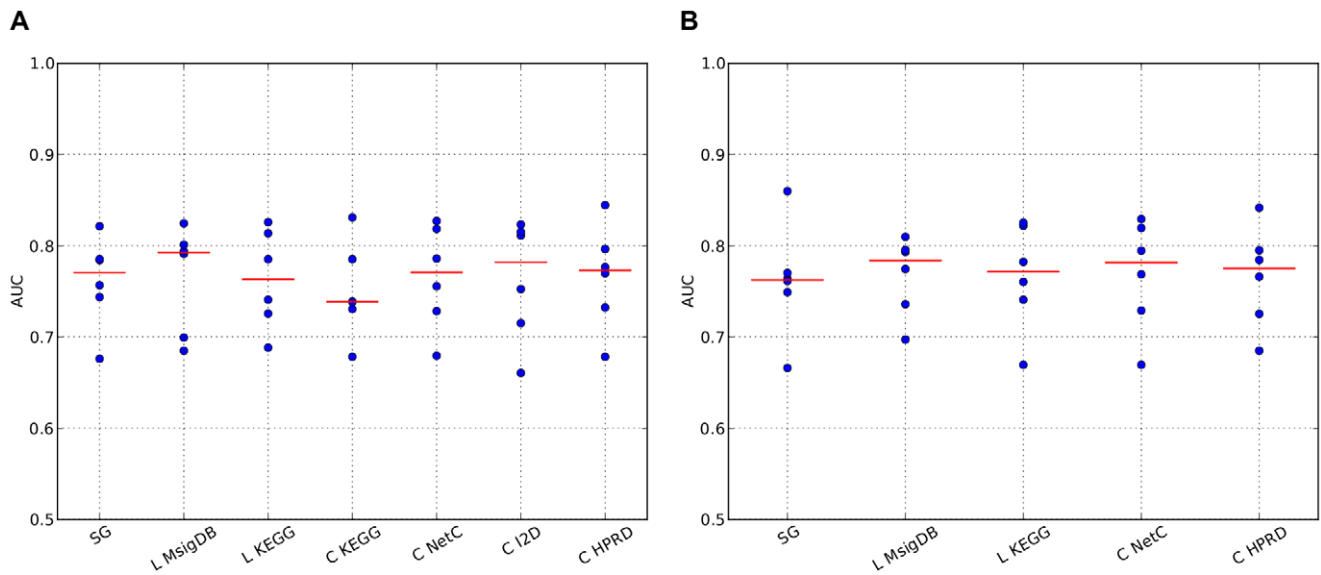 A
B
1.0
0.9
0.8
0.7
0.6
0.5
AUC
SG
L MsigDB
L KEGG
C KEGG
C NetC
C I2D
C HPRD
1.0
0.9
0.8
0.7
0.6
0.5
AUC
SG
L MsigDB
L KEGG
C NetC
C HPRD